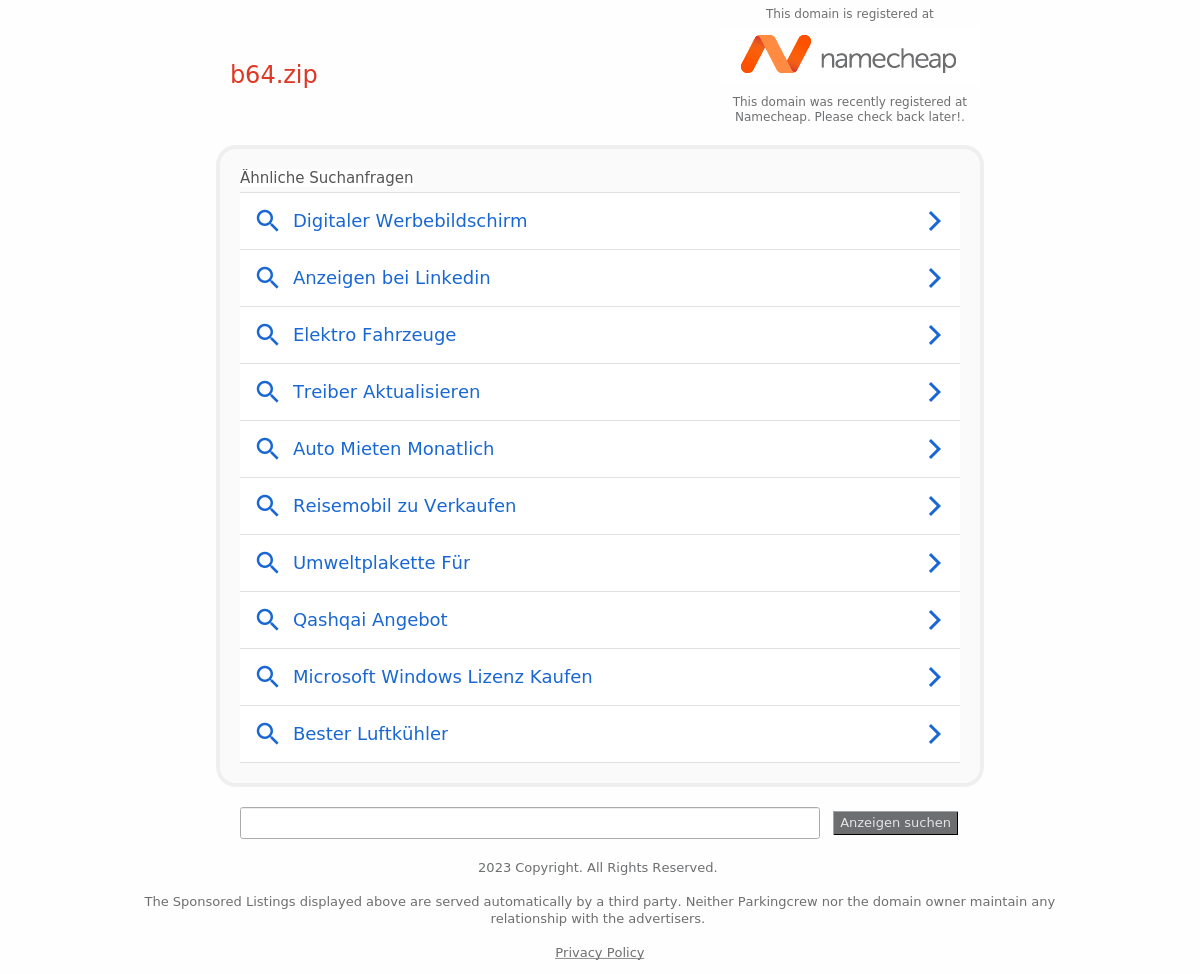 This domain is registered at
namecheap
b64.zip
This domain was recently registered at
Namecheap. Please check back later!.
Ähnliche Suchanfragen
Digitaler Werbebildschirm
Anzeigen bei Linkedin
Elektro Fahrzeuge
Treiber Aktualisieren
Auto Mieten Monatlich
Reisemobil zu Verkaufen
Umweltplakette Für
Qashqai Angebot
Microsoft Windows Lizenz Kaufen
Bester Luftkühler
Anzeigen suchen
2023 Copyright. All Rights Reserved.
The Sponsored Listings displayed above are served automatically by a third party. Neither Parkingcrew nor the domain owner maintain any
relationship with the advertisers.
Privacy Policy